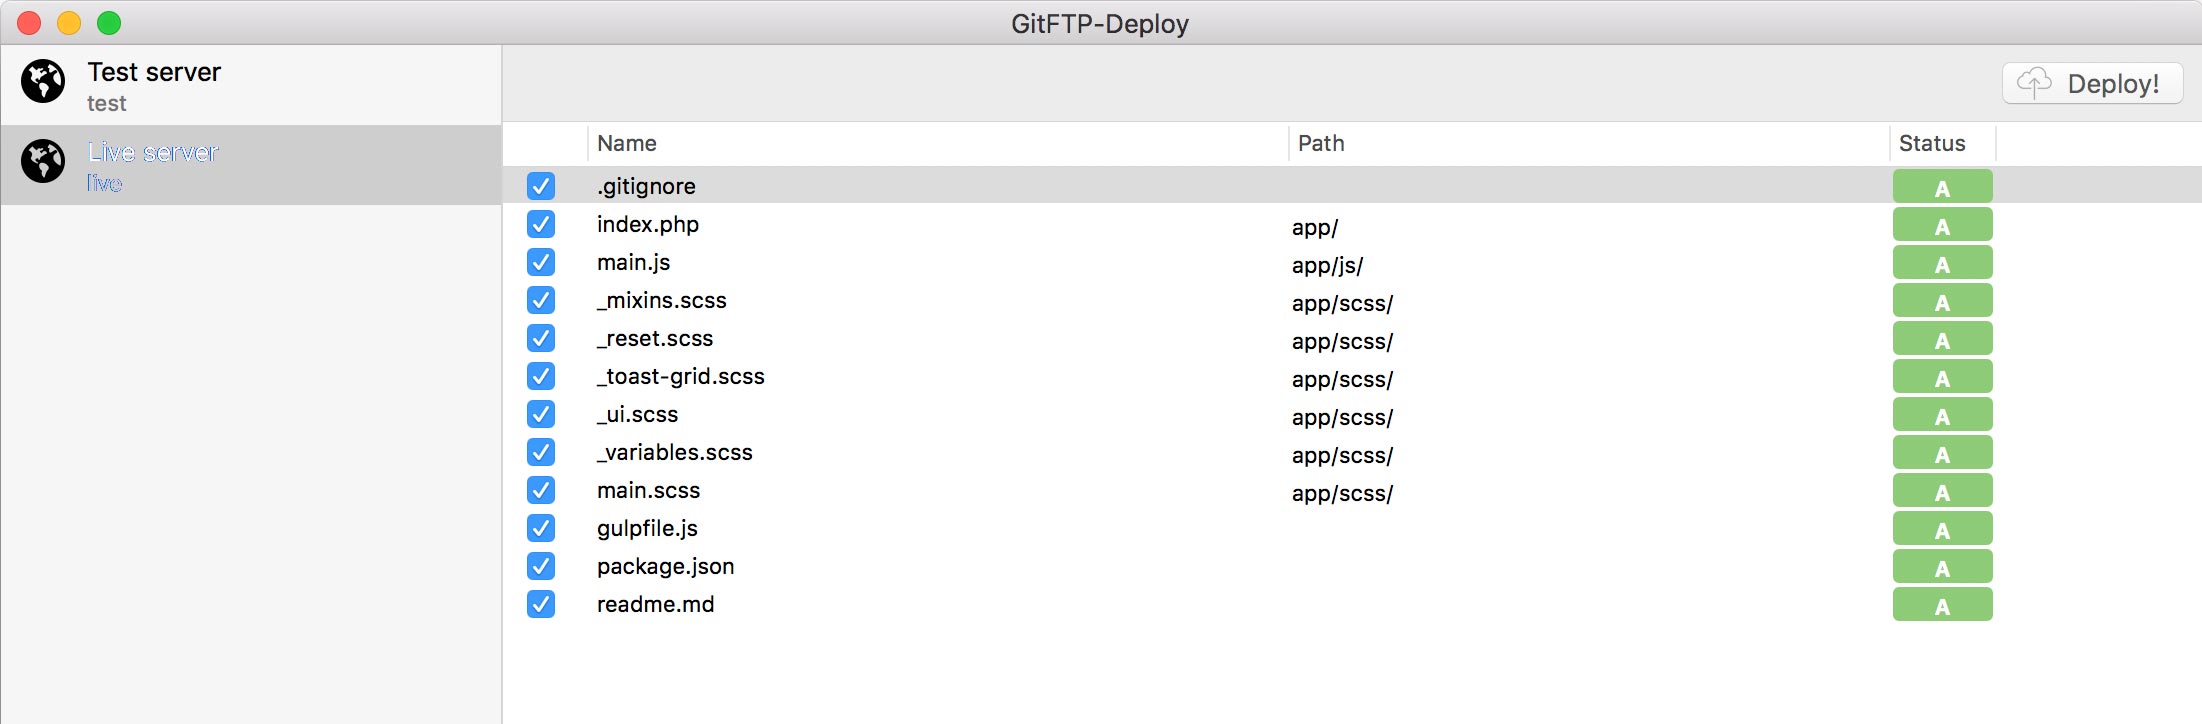 GitFTP-Deploy
Test server
test
Live server
live
Deploy!
Name Path Status
.gitignore A
index.php app/ A
main.js app/js/ A
_mixins.scss app/scss/ A
_reset.scss app/scss/ A
_toast-grid.scss app/scss/ A
_ui.scss app/scss/ A
_variables.scss app/scss/ A
main.scss app/scss/ A
gulpfile.js A
package.json A
readme.md A